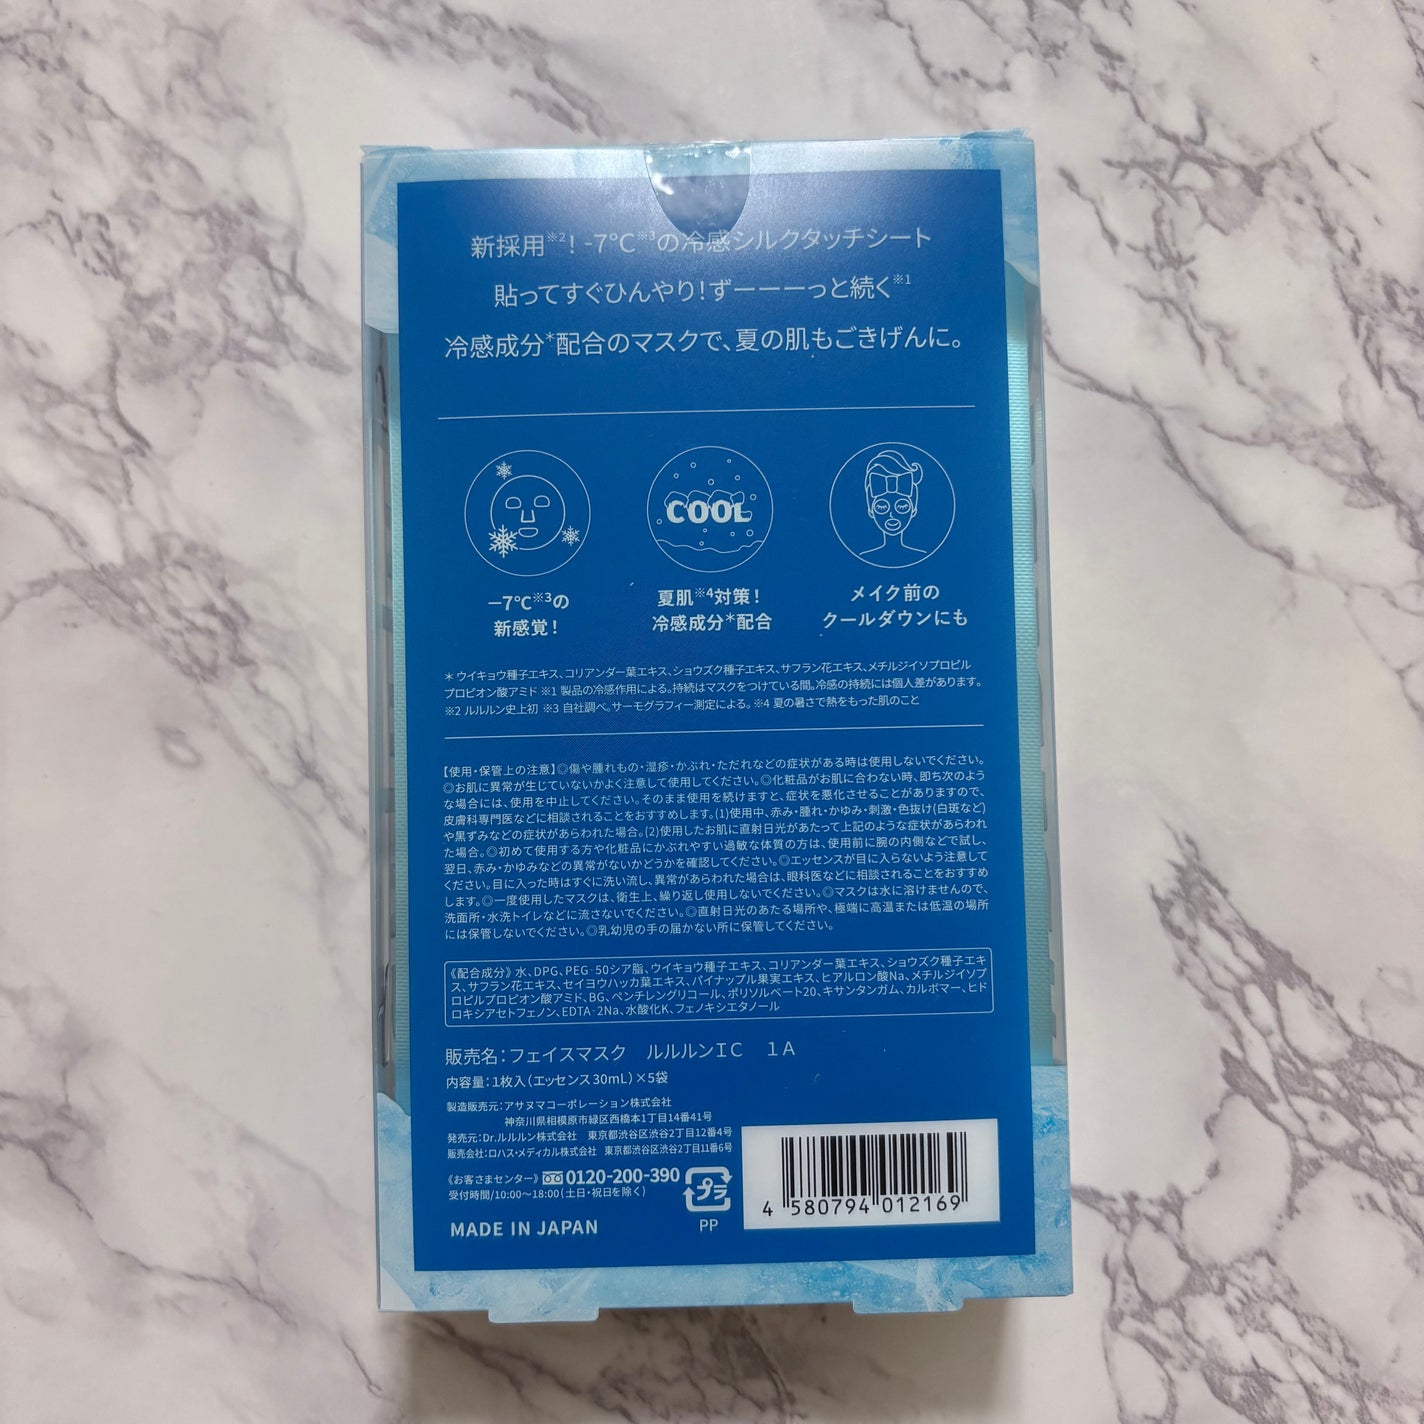 新採用※2！-7℃※3の冷感シルクタッチシート
貼ってすぐひんやり！ずーーーっと続く※1
冷感成分*配合のマスクで、夏の肌もごきげんに。
COOL
−7℃※3の
新感覚！
夏肌※4対策！
冷感成分*配合
メイク前の
クールダウンにも
＊ウイキョウ種子エキス、コリアンダー葉エキス、ショウズク種子エキス、サフラン花エキス、メチルジイソプロピル
プロピオン酸アミド ※1 製品の冷感作用による。持続はマスクをつけている間。冷感の持続には個人差があります。
※2 ルルルン史上初 ※3 自社調べ。サーモグラフィー測定による。※4 夏の暑さで熱をもった肌のこと
【使用・保管上の注意】◎傷や腫れもの・湿疹・かぶれ・ただれなどの症状がある時は使用しないでください。
◎お肌に異常が生じていないかよく注意して使用してください。◎化粧品がお肌に合わない時、即ち次のよう
な場合には、使用を中止してください。そのまま使用を続けますと、症状を悪化させることがありますので、
皮膚科専門医などに相談されることをおすすめします。(1)使用中、赤み・腫れ・かゆみ・刺激・色抜け(白斑など)
や黒ずみなどの症状があらわれた場合。(2)使用したお肌に直射日光があたって上記のような症状があらわれ
た場合。◎初めて使用する方や化粧品にかぶれやすい過敏な体質の方は、使用前に腕の内側などで試し、
翌日、赤み・かゆみなどの異常がないかどうかを確認してください。◎エッセンスが目に入らないよう注意して
ください。目に入った時はすぐに洗い流し、異常があらわれた場合は、眼科医などに相談されることをおすすめ
します。◎一度使用したマスクは、衛生上、繰り返し使用しないでください。◎マスクは水に溶けませんので、
洗面所・水洗トイレなどに流さないでください。◎直射日光のあたる場所や、極端に高温または低温の場所
には保管しないでください。◎乳幼児の手の届かない所に保管してください。
《配合成分》水、DPG、PEG-50シア脂、ウイキョウ種子エキス、コリアンダー葉エキス、ショウズク種子エキ
ス、サフラン花エキス、セイヨウハッカ葉エキス、パイナップル果実エキス、ヒアルロン酸Na、メチルジイソプ
ロピルプロピオン酸アミド、BG、ペンチレングリコール、ポリソルベート20、キサンタンガム、カルボマー、ヒド
ロキシアセトフェノン、EDTA-2Na、水酸化K、フェノキシエタノール
販売名：フェイスマスク　ルルルンＩＣ　１Ａ
内容量：1枚入（エッセンス30mL）×5袋
製造販売元：アサヌマコーポレーション株式会社
神奈川県相模原市緑区西橋本1丁目14番41号
発売元：Dr.ルルルン株式会社　東京都渋谷区渋谷2丁目12番4号
販売会社：ロハス・メディカル株式会社　東京都渋谷区渋谷2丁目11番6号
《お客さまセンター》0120-200-390
受付時間/10:00〜18:00（土日・祝日を除く）
プラ
PP
MADE IN JAPAN
4 580794 012169